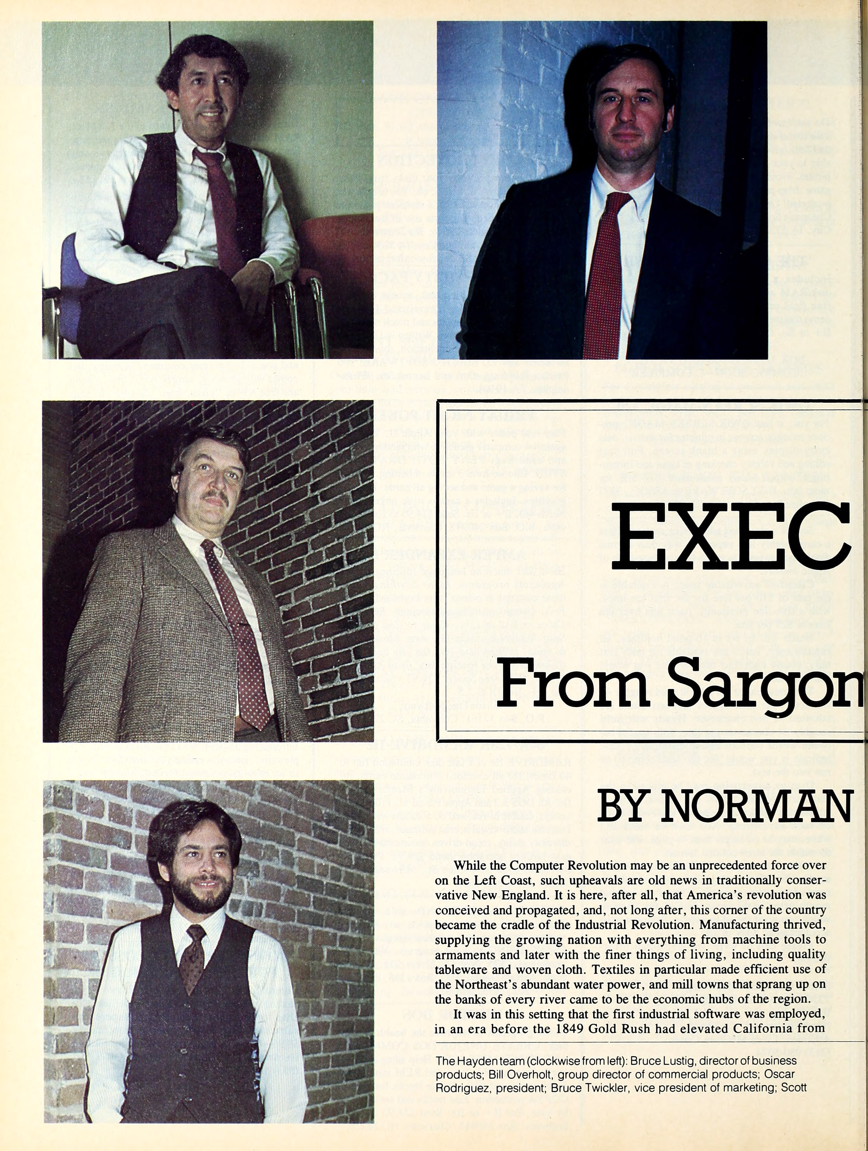 EXEC
From Sargon
BY NORMAN
While the Computer Revolution may be an unprecedented force over
on the Left Coast, such upheavals are old news in traditionally conser-
vative New England. It is here, after all, that America's revolution was
conceived and propagated, and, not long after, this corner of the country
became the cradle of the Industrial Revolution. Manufacturing thrived,
supplying the growing nation with everything from machine tools to
armaments and later with the finer things of living, including quality
tableware and woven cloth. Textiles in particular made efficient use of
the Northeast's abundant water power, and mill towns that sprang up on
the banks of every river came to be the economic hubs of the region.
It was in this setting that the first industrial software was employed,
in an era before the 1849 Gold Rush had elevated California from
The Hayden team (clockwise from left): Bruce Lustig, director of business
products; Bill Overholt, group director of commercial products; Oscar
Rodriguez, president; Bruce Twickler, vice president of marketing; Scott